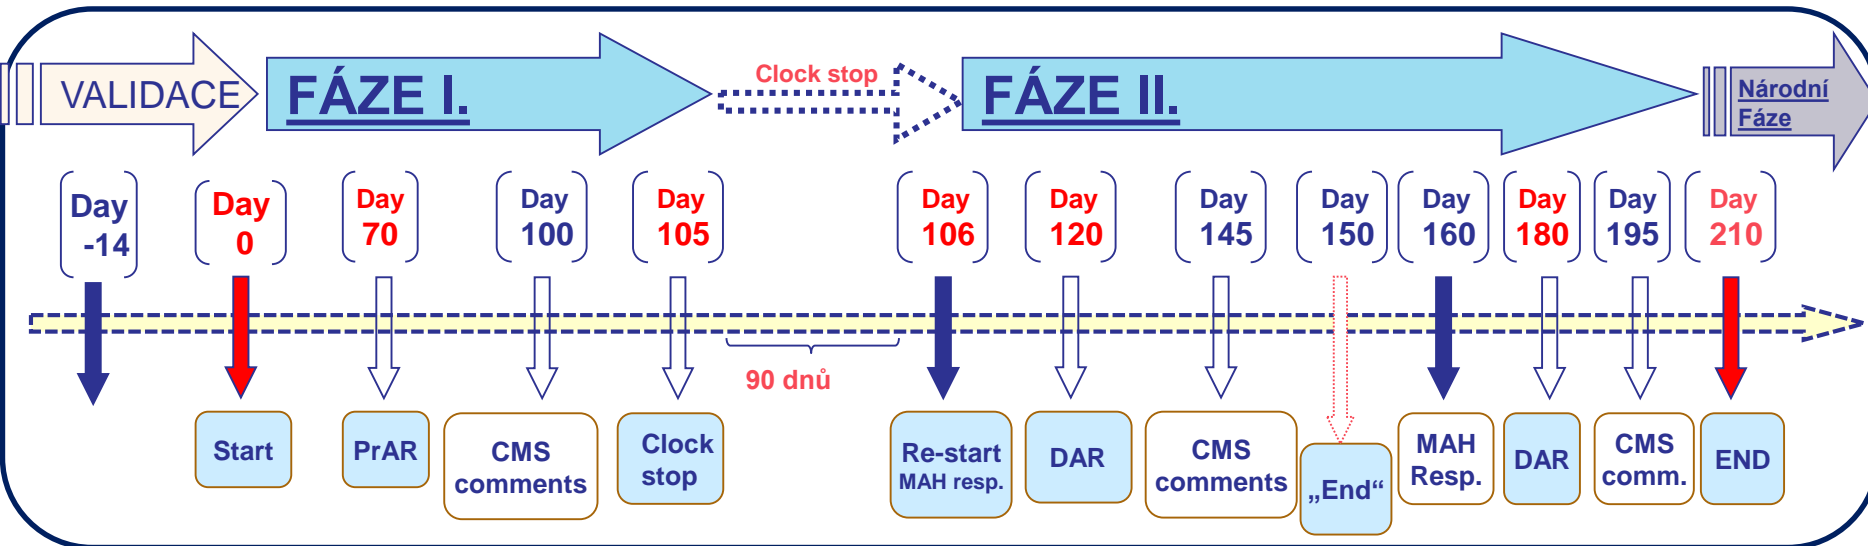 VALIDACE
FÁZE I.
Clock stop
FÁZE II.
Národní
Fáze
Day
-14
Day
0
Day
70
Day
100
Day
105
Day
106
Day
120
Day
145
Day
150
Day
160
Day
180
Day
195
Day
210
90 dnů
Start
PrAR
CMS
comments
Clock
stop
Re-start
MAH resp.
DAR
CMS
comments
„End“
MAH
Resp.
DAR
CMS
comm.
END